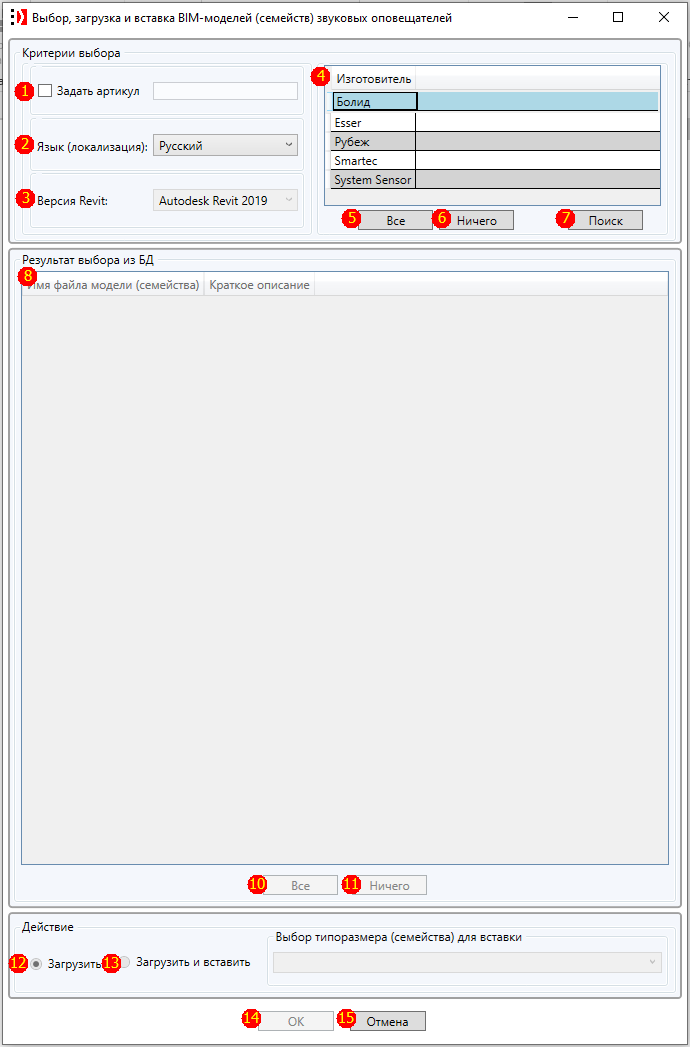 Выбор, загрузка и вставка BIM-моделей (семейств) звуковых оповещателей
Критерии выбора
1 Задать артикул
2 Язык (локализация): Русский
3 Версия Revit: Autodesk Revit 2019
4 Изготовитель
Болид
Esser
Рубеж
Smartec
System Sensor
5 Все 6 Ничего 7 Поиск
Результат выбора из БД
8 Имя файла модели (семейства) Краткое описание
10 Все 11 Ничего
Действие
12 Загрузить 13 Загрузить и вставить
Выбор типоразмера (семейства) для вставки
14 ОК 15 Отмена